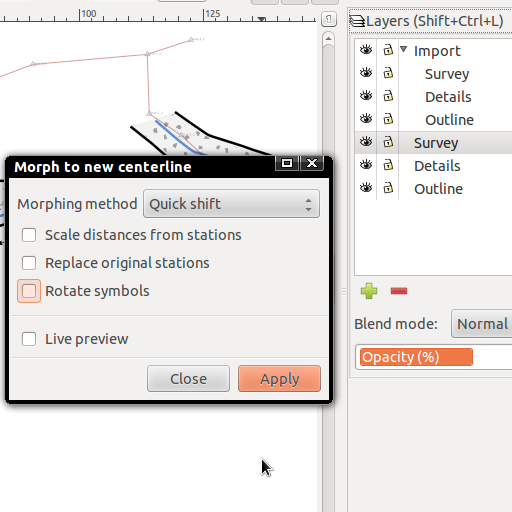 100
125
Layers (Shift+Ctrl+L)
Import
Survey
Details
Outline
Survey
Details
Outline
Morph to new centerline
Morphing method
Quick shift
Scale distances from stations
Replace original stations
Rotate symbols
Live preview
Close
Apply
Blend mode:
Normal
Opacity (%)